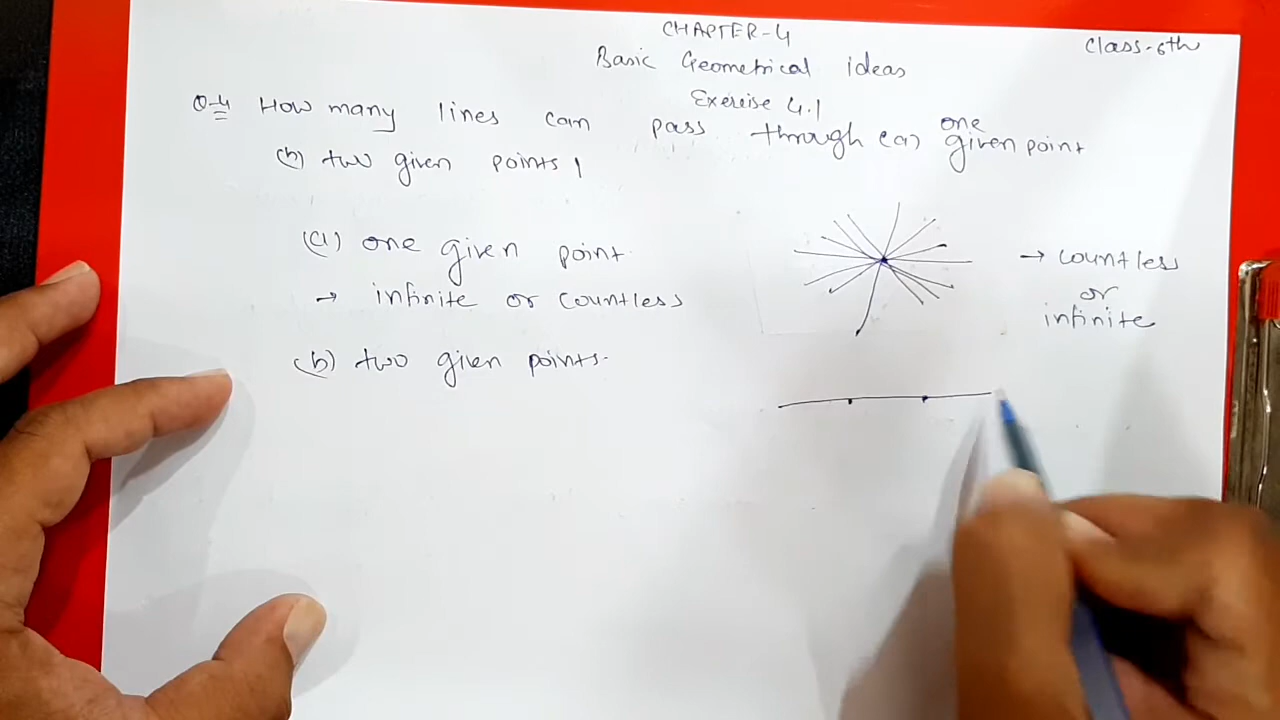 CHAPTER-4
Class-6th
Basic Geometrical ideas
Exercise 4.1
Q-4 How many lines can pass through (a) one given point
(b) two given points
(a) one given point.
→ infinite or countless
→ countless
or
infinite
(b) two given points.